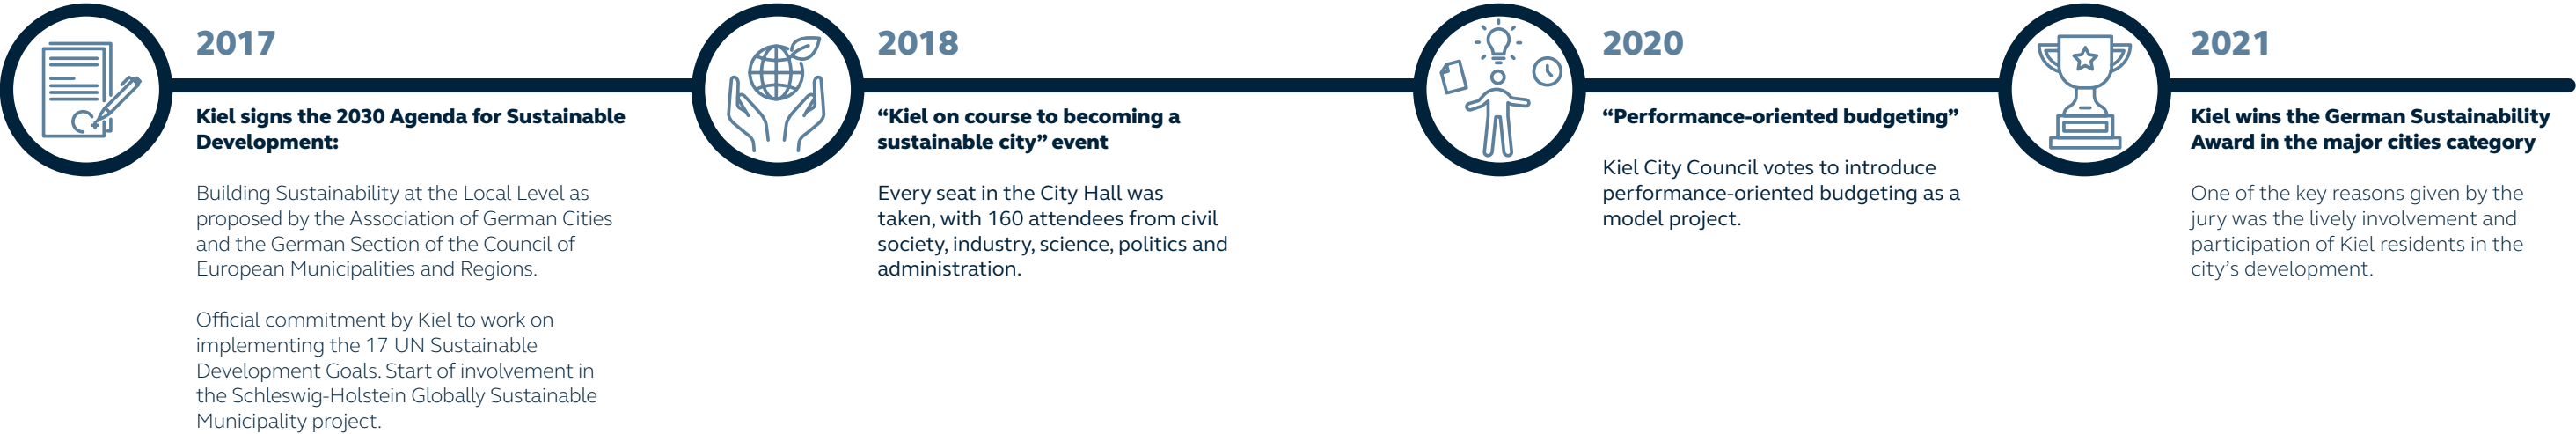 2017
Kiel signs the 2030 Agenda for Sustainable
Development:
Building Sustainability at the Local Level as
proposed by the Association of German Cities
and the German Section of the Council of
European Municipalities and Regions.
Official commitment by Kiel to work on
implementing the 17 UN Sustainable
Development Goals. Start of involvement in
the Schleswig-Holstein Globally Sustainable
Municipality project.
2018
“Kiel on course to becoming a
sustainable city” event
Every seat in the City Hall was
taken, with 160 attendees from civil
society, industry, science, politics and
administration.
2020
“Performance-oriented budgeting”
Kiel City Council votes to introduce
performance-oriented budgeting as a
model project.
2021
Kiel wins the German Sustainability
Award in the major cities category
One of the key reasons given by the
jury was the lively involvement and
participation of Kiel residents in the
city’s development.